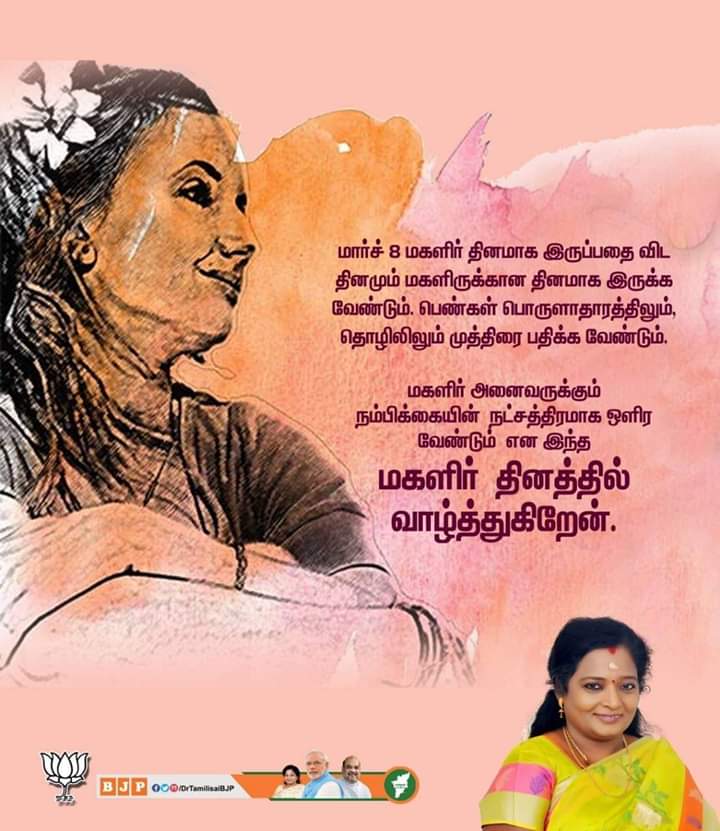 மார்ச் 8 மகளிர் தினமாக இருப்பதை விட
தினமும் மகளிருக்கான தினமாக இருக்க
வேண்டும். பெண்கள் பொருளாதாரத்திலும்,
தொழிலிலும் முத்திரை பதிக்க வேண்டும்.
மகளிர் அனைவருக்கும்
நம்பிக்கையின் நட்சத்திரமாக ஒளிர
வேண்டும் என இந்த
மகளிர் தினத்தில்
வாழ்த்துகிறேன்.
BJP /DrTamilisaiBJP